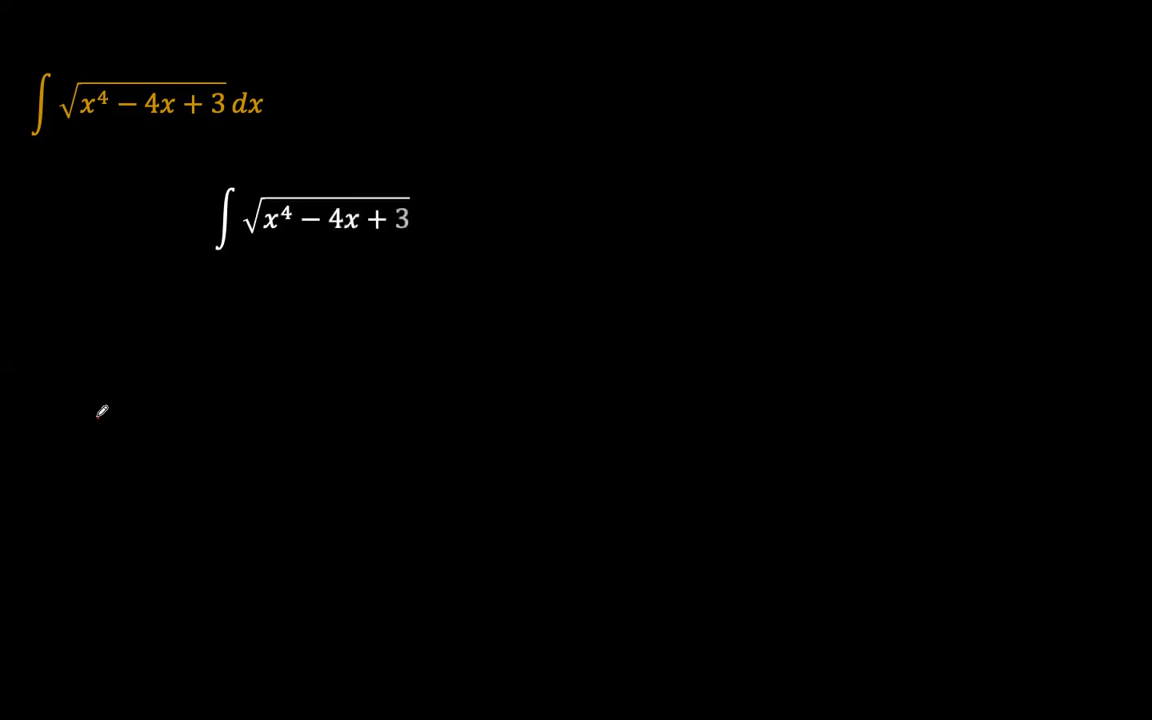 ∫ √(x⁴ − 4x + 3) dx
∫ √(x⁴ − 4x + 3)